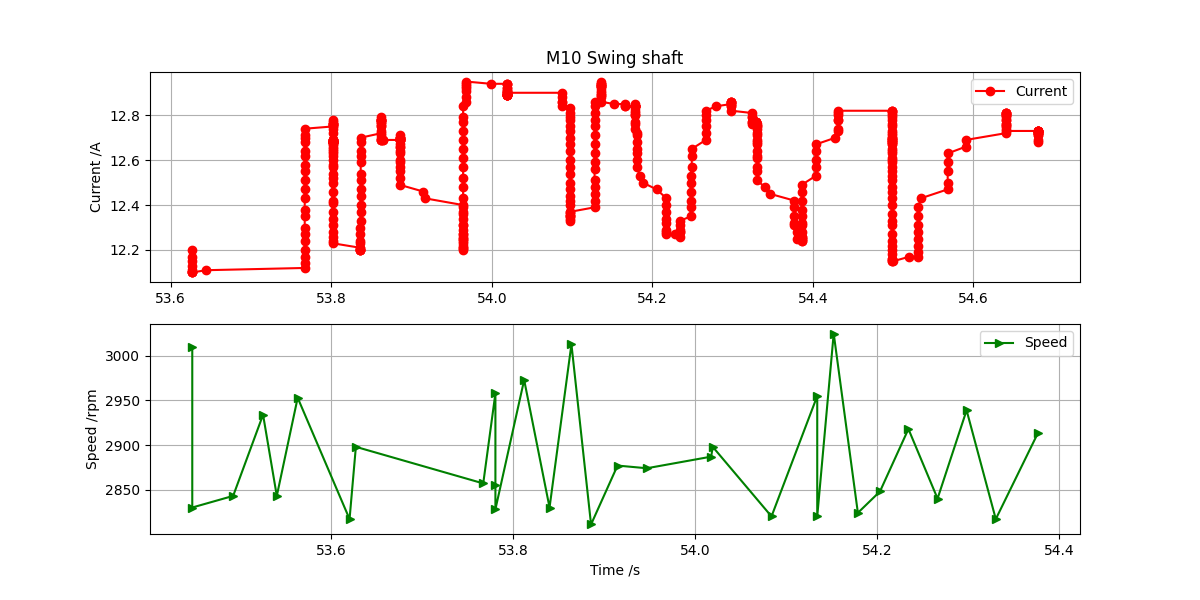 M10 Swing shaft
Current /A
12.8
12.6
12.4
12.2
Current
53.6 53.8 54.0 54.2 54.4 54.6
Speed /rpm
3000
2950
2900
2850
Speed
53.6 53.8 54.0 54.2 54.4
Time /s